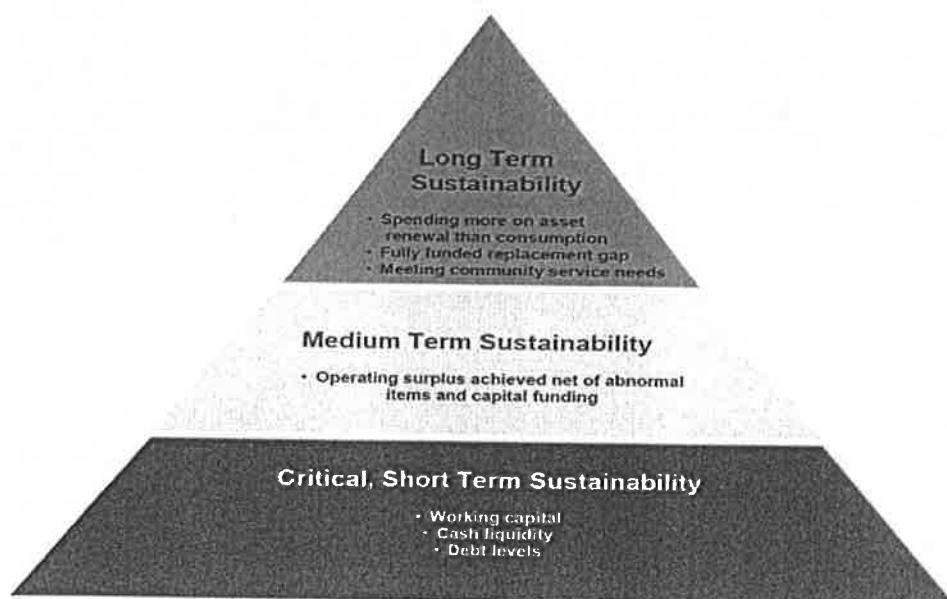 Long Term
Sustainability
• Spending more on asset
renewal than consumption
• Fully funded replacement gap
• Meeting community service needs
Medium Term Sustainability
• Operating surplus achieved net of abnormal
items and capital funding
Critical, Short Term Sustainability
• Working capital
• Cash liquidity
• Debt levels